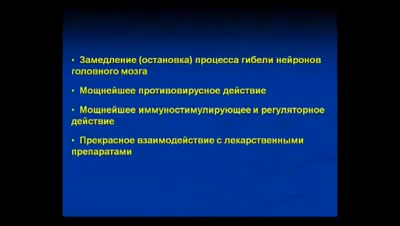 • Замедление (остановка) процесса гибели нейронов
головного мозга
• Мощнейшее противовирусное действие
• Мощнейшее иммуностимулирующее и регуляторное
действие
• Прекрасное взаимодействие с лекарственными
препаратами